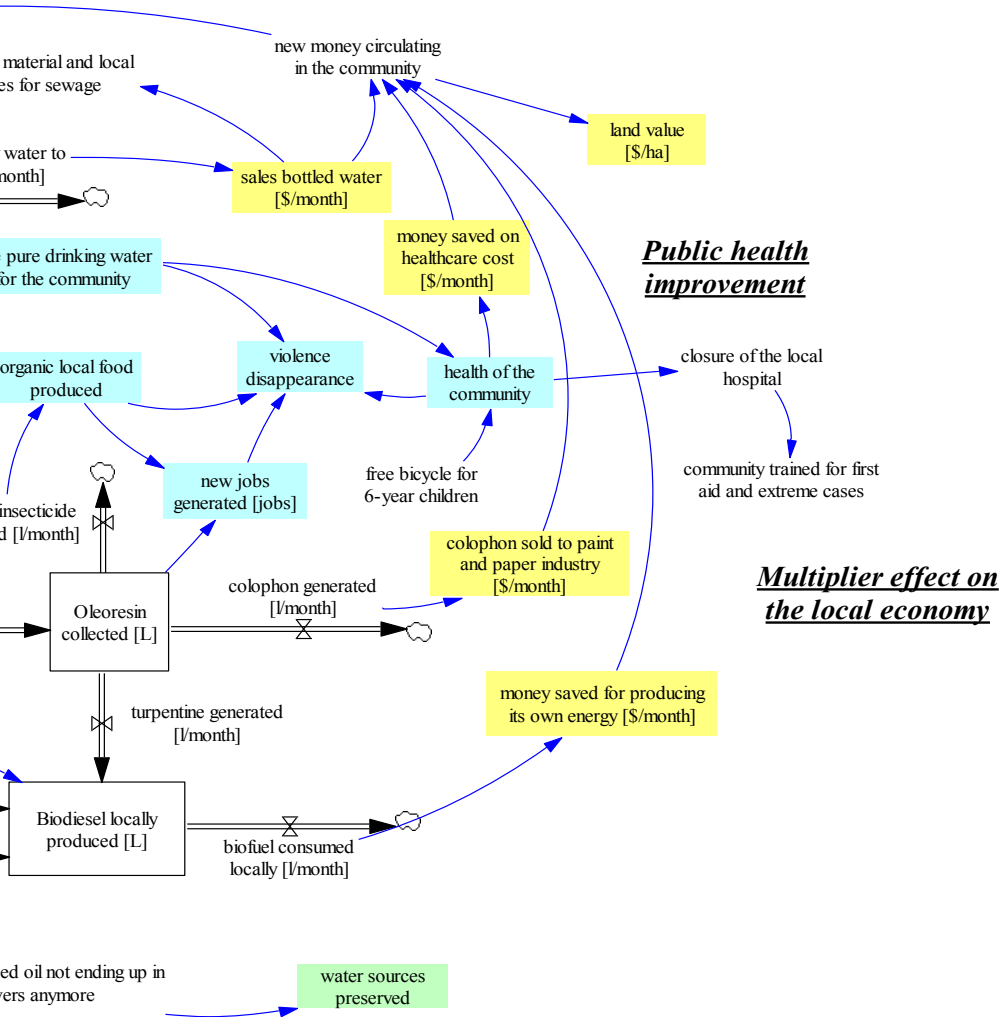 new money circulating
in the community
material and local
es for sewage
land value
[$/ha]
water to
month]
sales bottled water
[$/month]
money saved on
healthcare cost
[$/month]
Public health
improvement
pure drinking water
for the community
violence
disappearance
health of the
community
closure of the local
hospital
organic local food
produced
new jobs
generated [jobs]
free bicycle for
6-year children
community trained for first
aid and extreme cases
insecticide
d [l/month]
colophon sold to paint
and paper industry
[$/month]
Multiplier effect on
the local economy
colophon generated
[l/month]
Oleoresin
collected [L]
money saved for producing
its own energy [$/month]
turpentine generated
[l/month]
Biodiesel locally
produced [L]
biofuel consumed
locally [l/month]
ed oil not ending up in
vers anymore
water sources
preserved